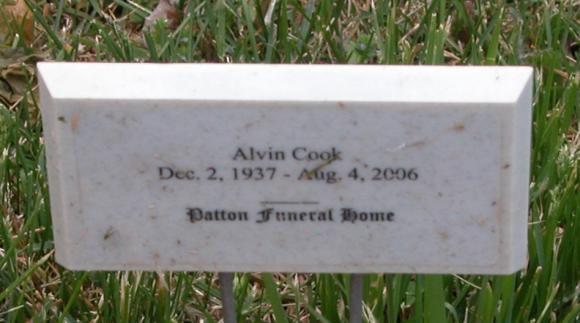 Alvin Cook
Dec. 2, 1937 - Aug. 4, 2006
Patton Funeral Home